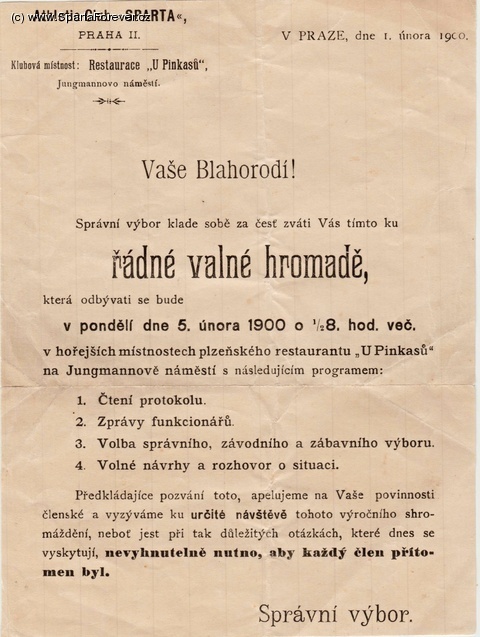 (c) www.spartaforever.cz
Athletic Club „SPARTA«,
PRAHA II.
V PRAZE, dne 1. února 1900.
Klubová místnost: Restaurace „U Pinkasů",
Jungmannovo náměstí.
Vaše Blahorodí!
Správní výbor klade sobě za čest zváti Vás tímto ku
řádné valné hromadě,
která odbývati se bude
v pondělí dne 5. února 1900 o ½8. hod. več.
v hořejších místnostech plzeňského restaurantu „U Pinkasů"
na Jungmannově náměstí s následujícím programem:
1. Čtení protokolu.
2. Zprávy funkcionářů.
3. Volba správního, závodního a zábavního výboru.
4. Volné návrhy a rozhovor o situaci.
Předkládajíce pozvání toto, apelujeme na Vaše povinnosti
členské a vyzýváme ku určité návštěvě tohoto výročního shro-
máždění, neboť jest při tak důležitých otázkách, které dnes se
vyskytují, nevyhnutelně nutno, aby každý člen příto-
men byl.
Správní výbor.